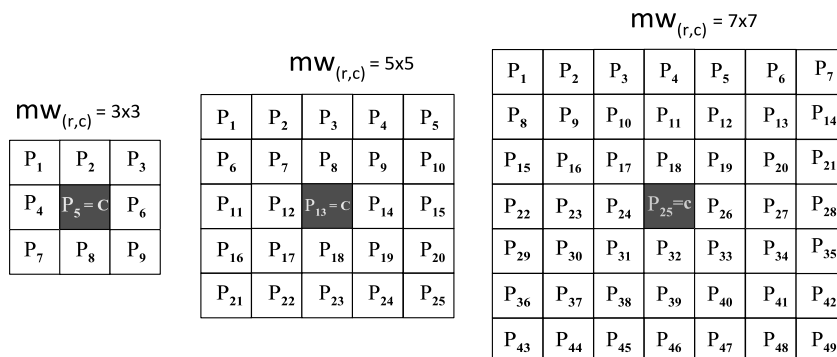 mw(r,c) = 3x3
P1 P2 P3
P4 P5 = C P6
P7 P8 P9
mw(r,c) = 5x5
P1 P2 P3 P4 P5
P6 P7 P8 P9 P10
P11 P12 P13 = C P14 P15
P16 P17 P18 P19 P20
P21 P22 P23 P24 P25
mw(r,c) = 7x7
P1 P2 P3 P4 P5 P6 P7
P8 P9 P10 P11 P12 P13 P14
P15 P16 P17 P18 P19 P20 P21
P22 P23 P24 P25=c P26 P27 P28
P29 P30 P31 P32 P33 P34 P35
P36 P37 P38 P39 P40 P41 P42
P43 P44 P45 P46 P47 P48 P49